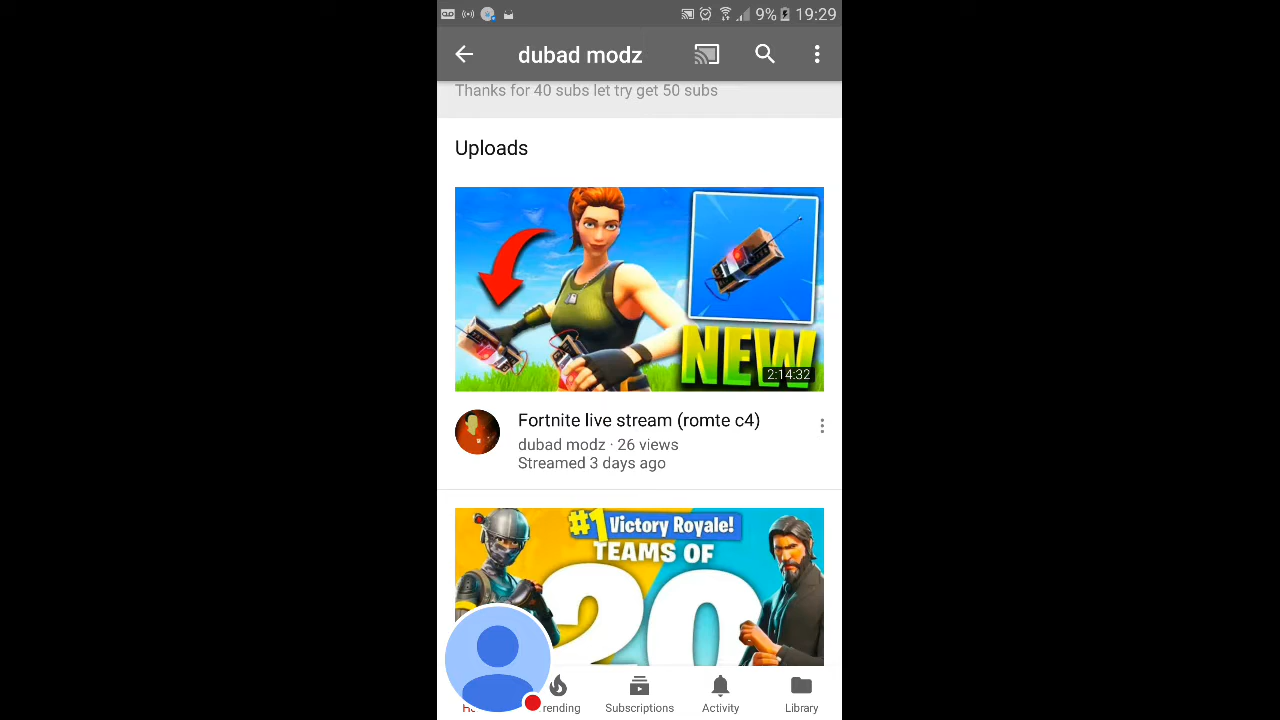 9% 19:29
dubad modz
Thanks for 40 subs let try get 50 subs
Uploads
NEW
2:14:32
Fortnite live stream (romte c4)
dubad modz · 26 views
Streamed 3 days ago
#1 Victory Royale!
TEAMS OF
20
Subscriptions
Activity
Library